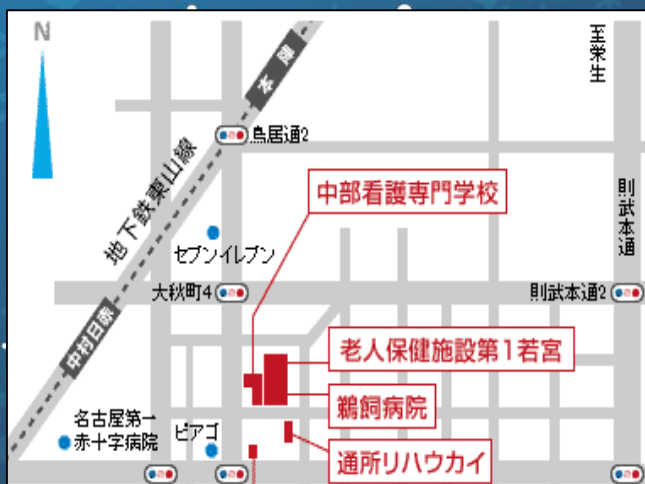 N
本陣
至栄生
鳥居通2
地下鉄東山線
中部看護専門学校
則武本通
セブンイレブン
大秋町4
則武本通2
中村日赤
老人保健施設第1若宮
鵜飼病院
名古屋第一
赤十字病院
ピアゴ
通所リハウカイ